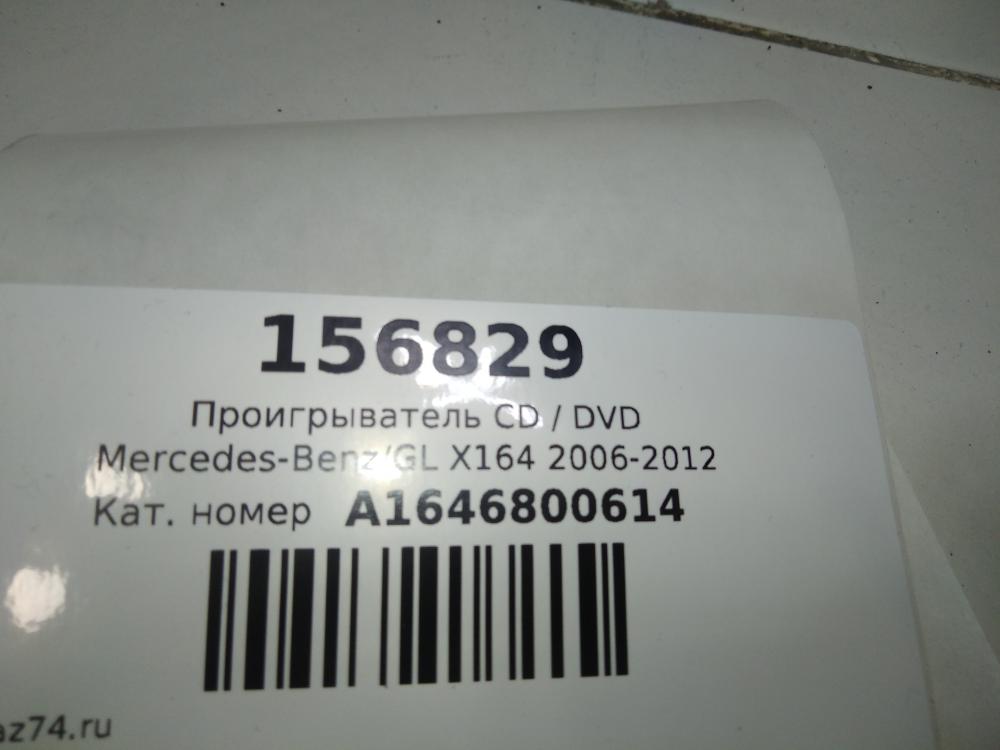 156829
Проигрыватель CD / DVD
Mercedes-Benz/GL X164 2006-2012
Кат. номер A1646800614
az74.ru